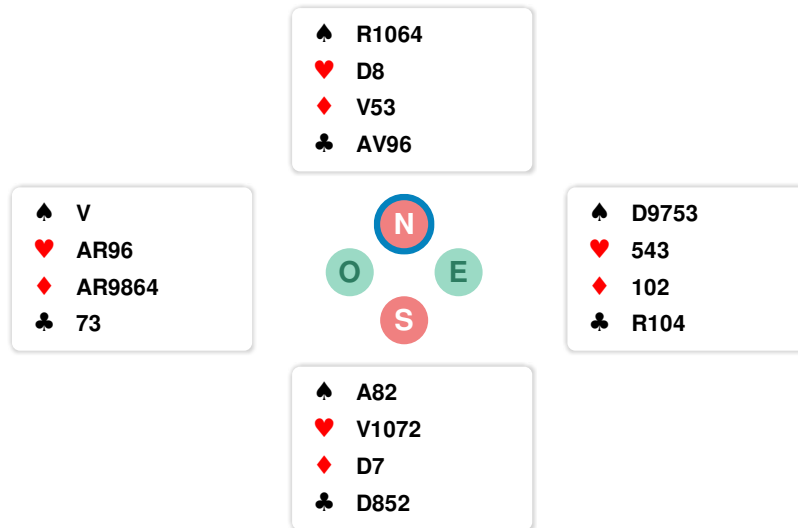 ♠ R1064
♥ D8
♦ V53
♣ AV96
♠ V
♥ AR96
♦ AR9864
♣ 73
N
O E
S
♠ D9753
♥ 543
♦ 102
♣ R104
♠ A82
♥ V1072
♦ D7
♣ D852